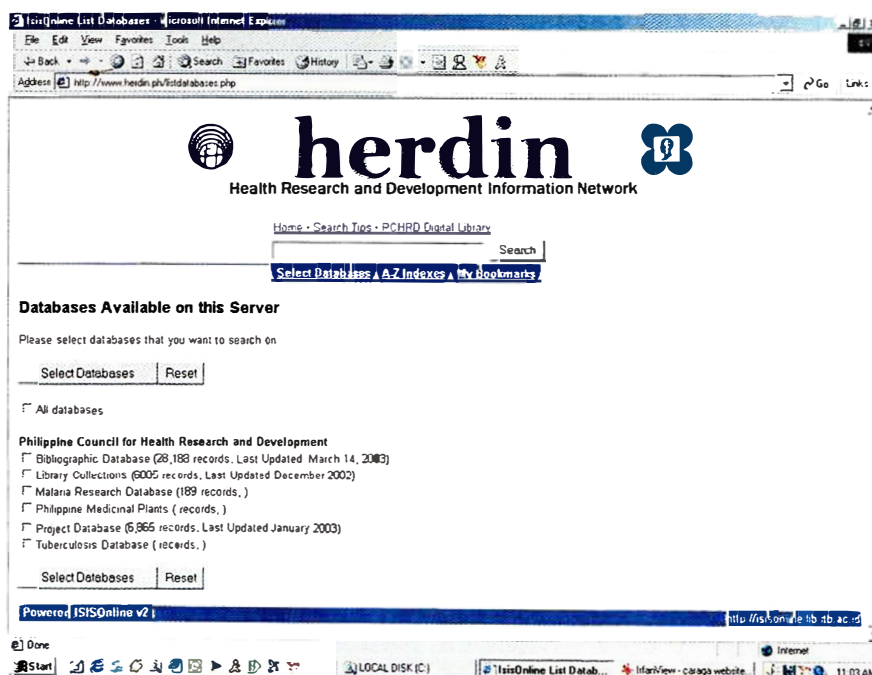 IsisOnline List Databases - Microsoft Internet Explorer
File Edit View Favorites Tools Help
Back Search Favorites History
Address http://www.herdin.ph/listdatabases.php Go Links
herdin
Health Research and Development Information Network
Home • Search Tips • PCHRD Digital Library
Search
Select Databases A-Z Indexes My Bookmarks
Databases Available on this Server
Please select databases that you want to search on
Select Databases Reset
All databases
Philippine Council for Health Research and Development
Bibliographic Database (28,188 records, Last Updated March 14, 2003)
Library Collections (6005 records, Last Updated December 2002)
Malaria Research Database (189 records, )
Philippine Medicinal Plants ( records, )
Project Database (6,865 records, Last Updated January 2003)
Tuberculosis Database ( records, )
Select Databases Reset
Powered ISISOnline v2
Done Internet
Start LOCAL DISK (C:) IsisOnline List Datab... IrfanView - caraga website 11:03 AM